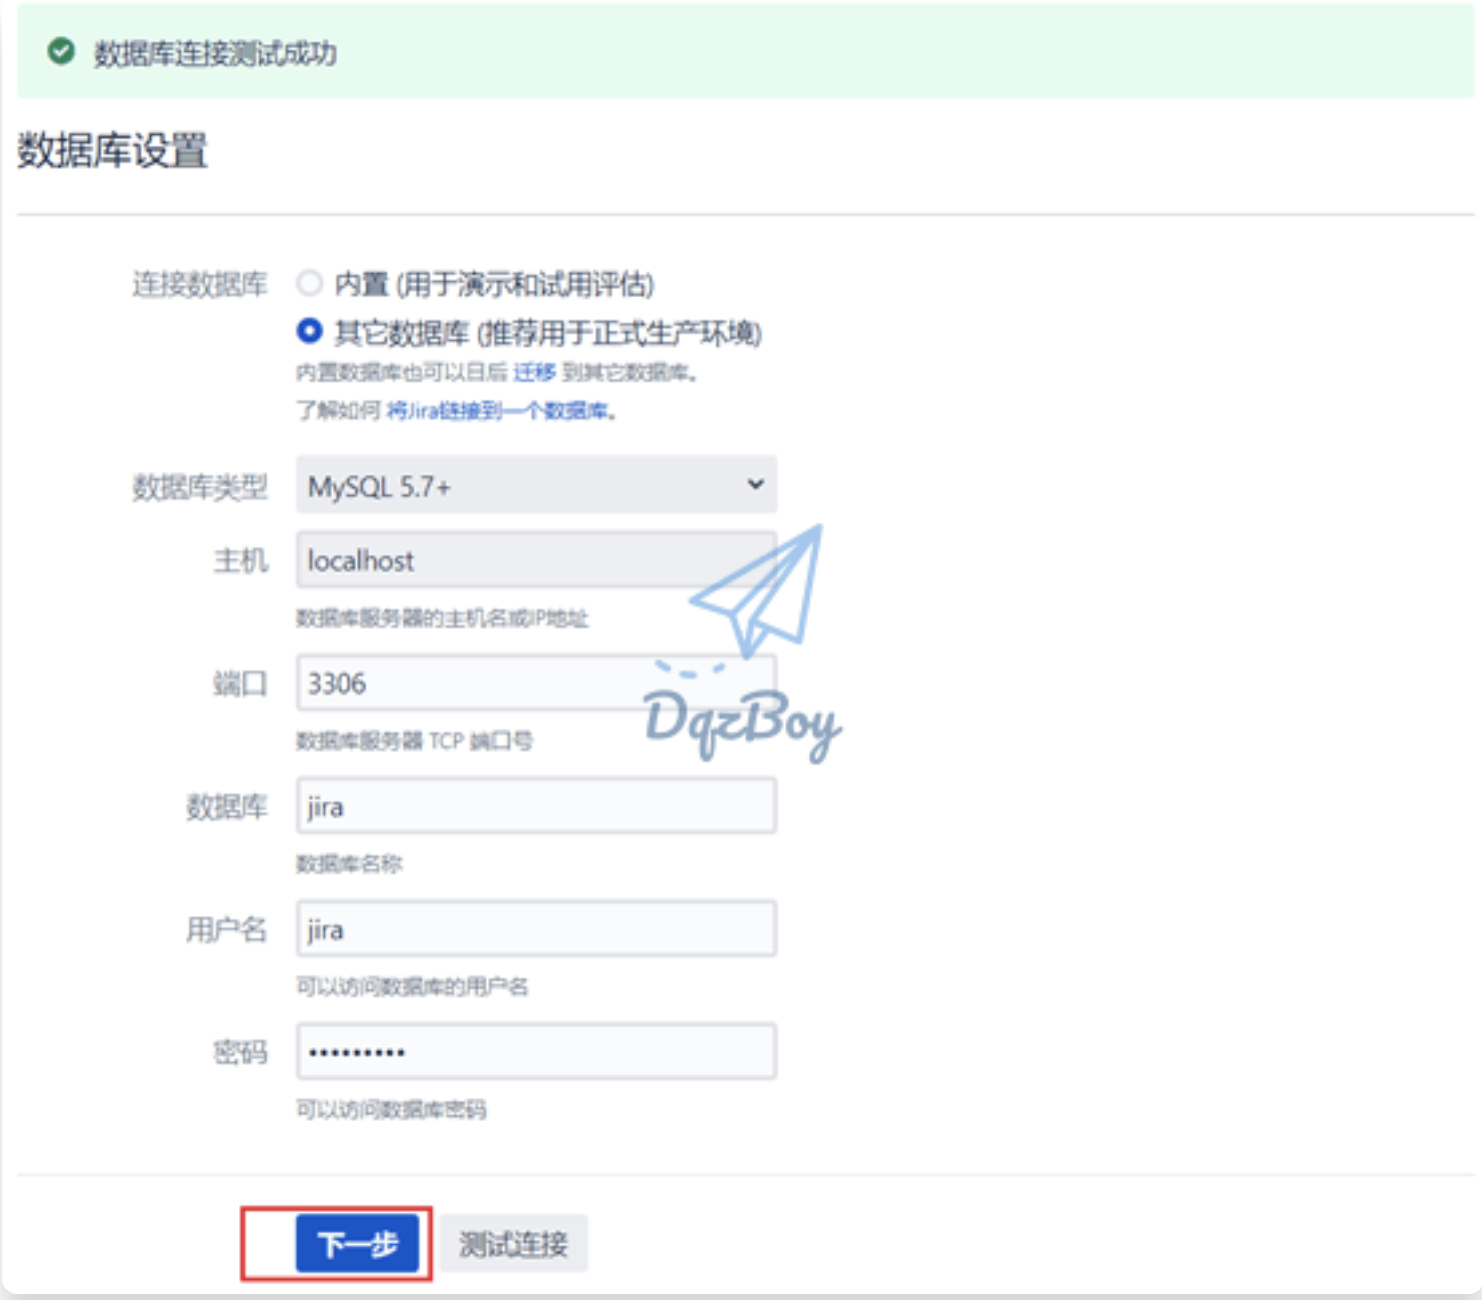 数据库连接测试成功
数据库设置
连接数据库
内置 (用于演示和试用评估)
其它数据库 (推荐用于正式生产环境)
内置数据库也可以日后 迁移 到其它数据库。
了解如何 将Jira链接到一个数据库。
数据库类型
MySQL 5.7+
主机
localhost
数据库服务器的主机名或IP地址
端口
3306
数据库服务器 TCP 端口号
DqzBoy
数据库
jira
数据库名称
用户名
jira
可以访问数据库的用户名
密码
•••••••••
可以访问数据库密码
下一步
测试连接